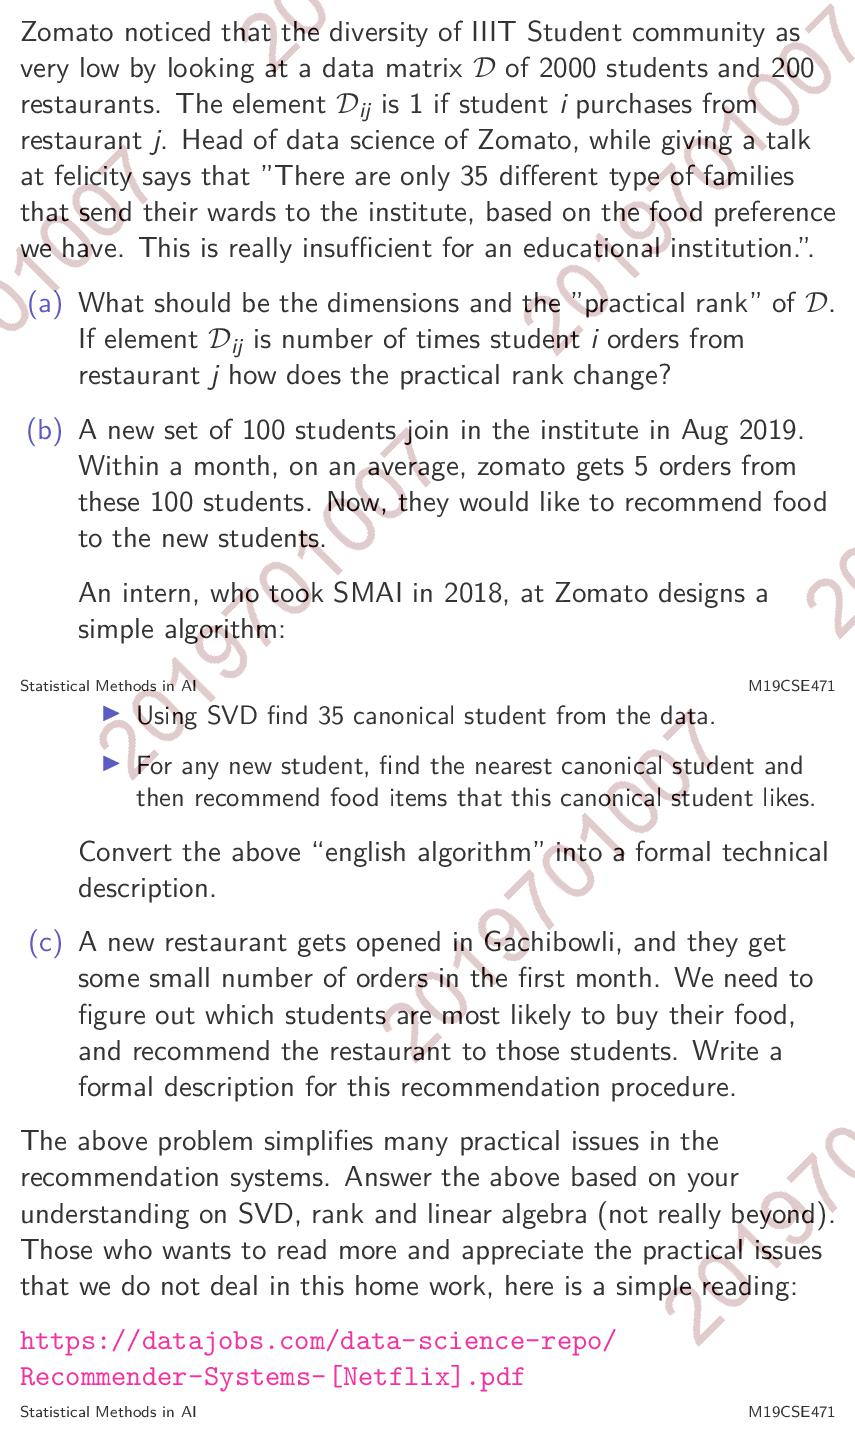 Zomato noticed that the diversity of IIIT Student community as
very low by looking at a data matrix D of 2000 students and 200
restaurants. The element Dij is 1 if student i purchases from
restaurant j. Head of data science of Zomato, while giving a talk
at felicity says that ”There are only 35 different type of families
that send their wards to the institute, based on the food preference
we have. This is really insufficient for an educational institution.”.
(a) What should be the dimensions and the ”practical rank” of D.
If element Dij is number of times student i orders from
restaurant j how does the practical rank change?
(b) A new set of 100 students join in the institute in Aug 2019.
Within a month, on an average, zomato gets 5 orders from
these 100 students. Now, they would like to recommend food
to the new students.
An intern, who took SMAI in 2018, at Zomato designs a
simple algorithm:
Statistical Methods in AI M19CSE471
▶ Using SVD find 35 canonical student from the data.
▶ For any new student, find the nearest canonical student and
then recommend food items that this canonical student likes.
Convert the above “english algorithm” into a formal technical
description.
(c) A new restaurant gets opened in Gachibowli, and they get
some small number of orders in the first month. We need to
figure out which students are most likely to buy their food,
and recommend the restaurant to those students. Write a
formal description for this recommendation procedure.
The above problem simplifies many practical issues in the
recommendation systems. Answer the above based on your
understanding on SVD, rank and linear algebra (not really beyond).
Those who wants to read more and appreciate the practical issues
that we do not deal in this home work, here is a simple reading:
https://datajobs.com/data-science-repo/
Recommender-Systems-[Netflix].pdf
Statistical Methods in AI M19CSE471
20
2019701007
01007
2019701007
20
2019701007
201970